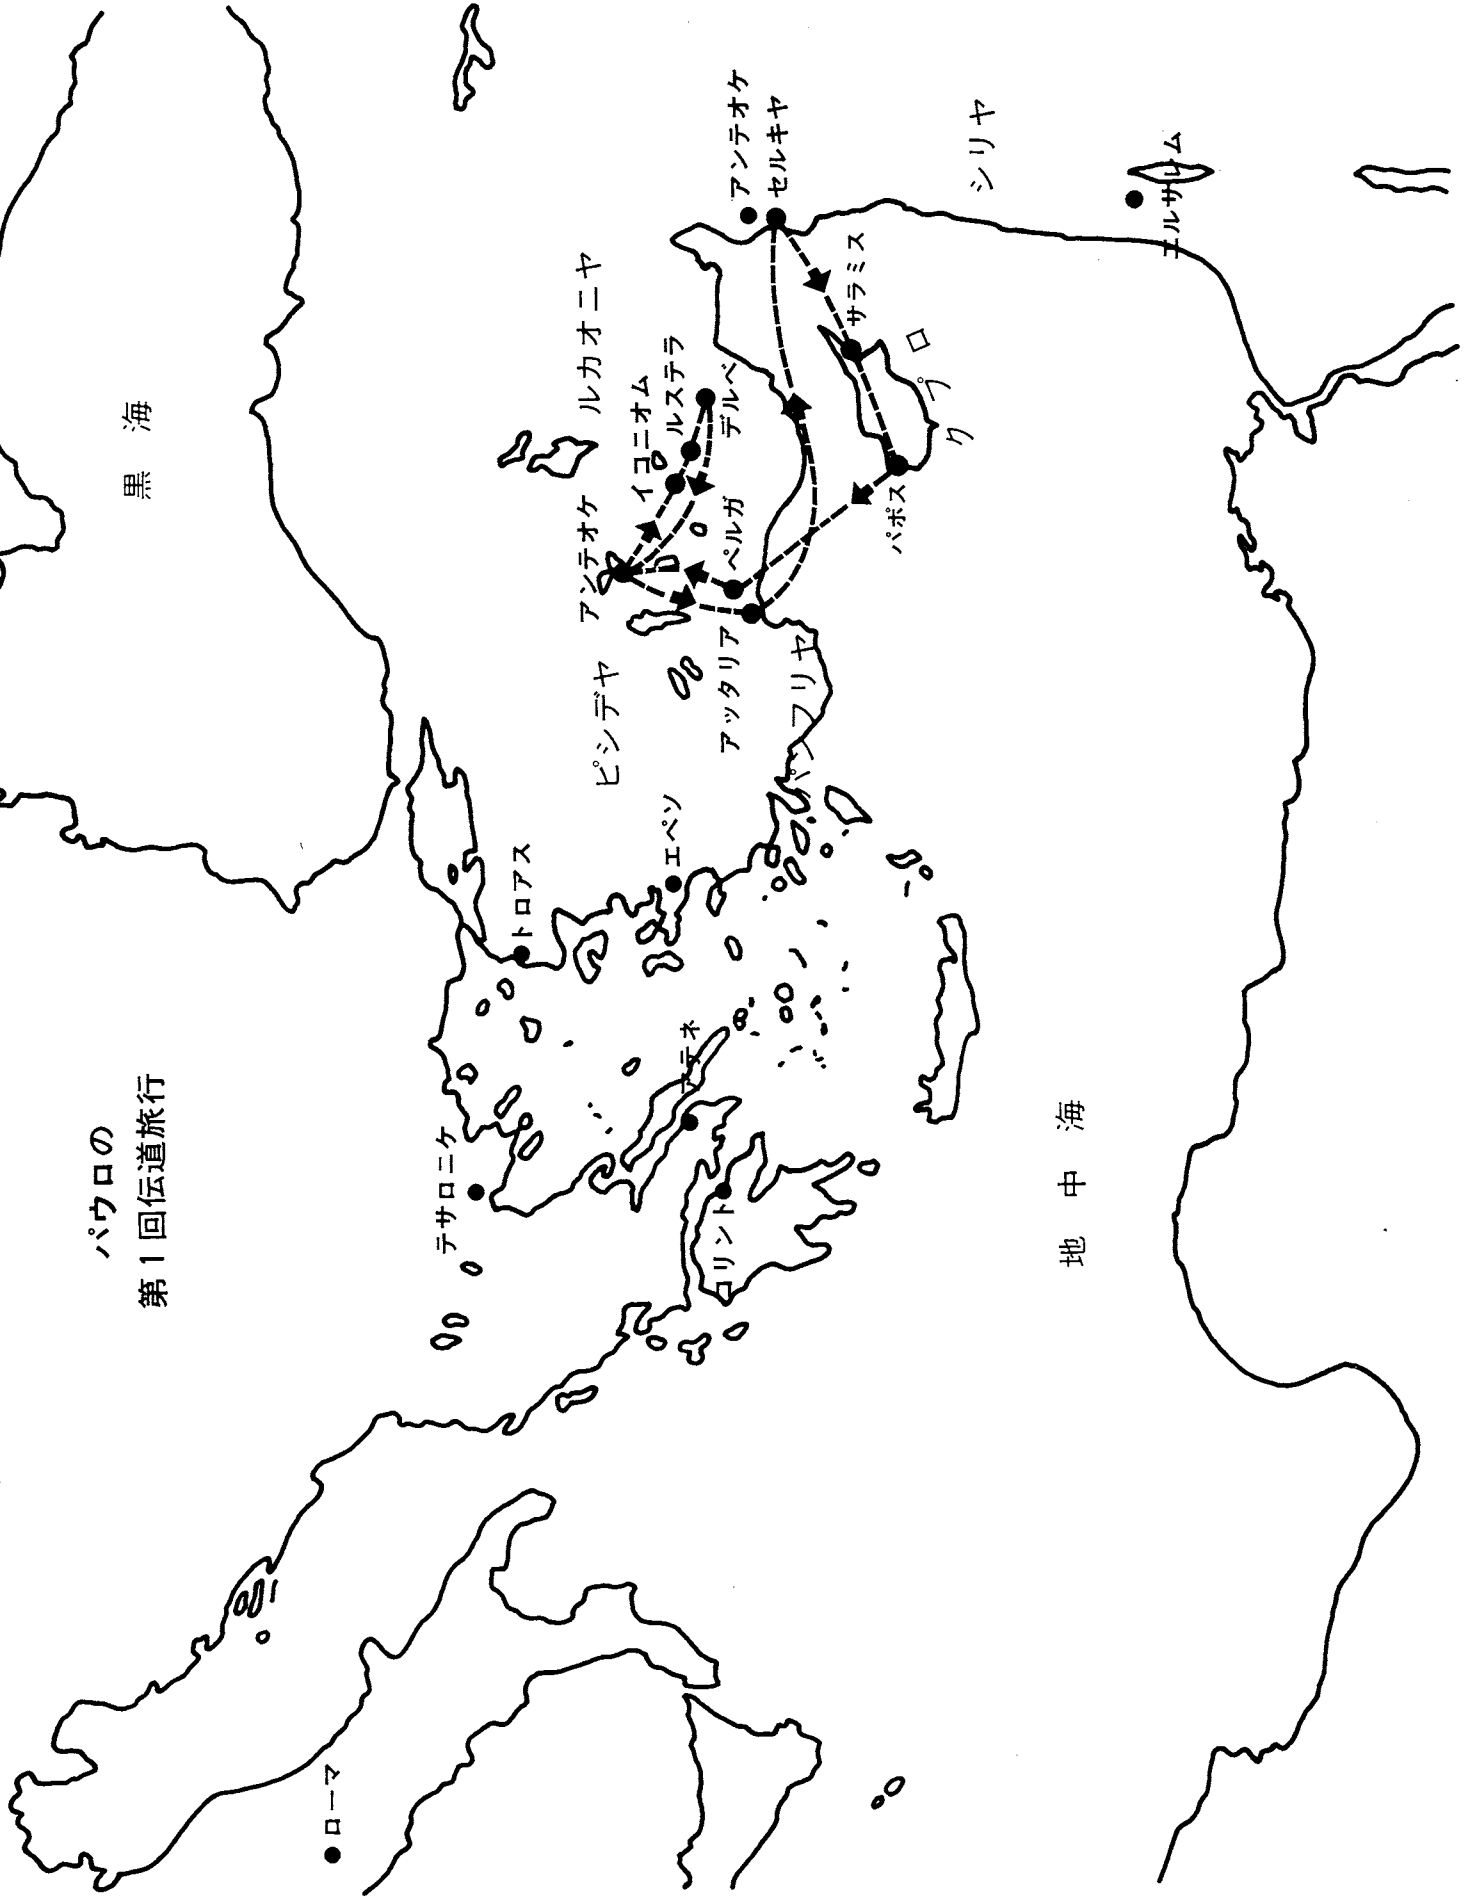 パウロの
第1回伝道旅行
黒海
ローマ
テサロニケ
トロアス
エペソ
アテネ
コリント
ピシデヤ
アンテオケ
イコニオム
ルステラ
デルベ
ルカオニヤ
ペルガ
アッタリア
パンフリヤ
アンテオケ
セルキヤ
サラミス
パポス
クプロ
シリヤ
エルサレム
地中海